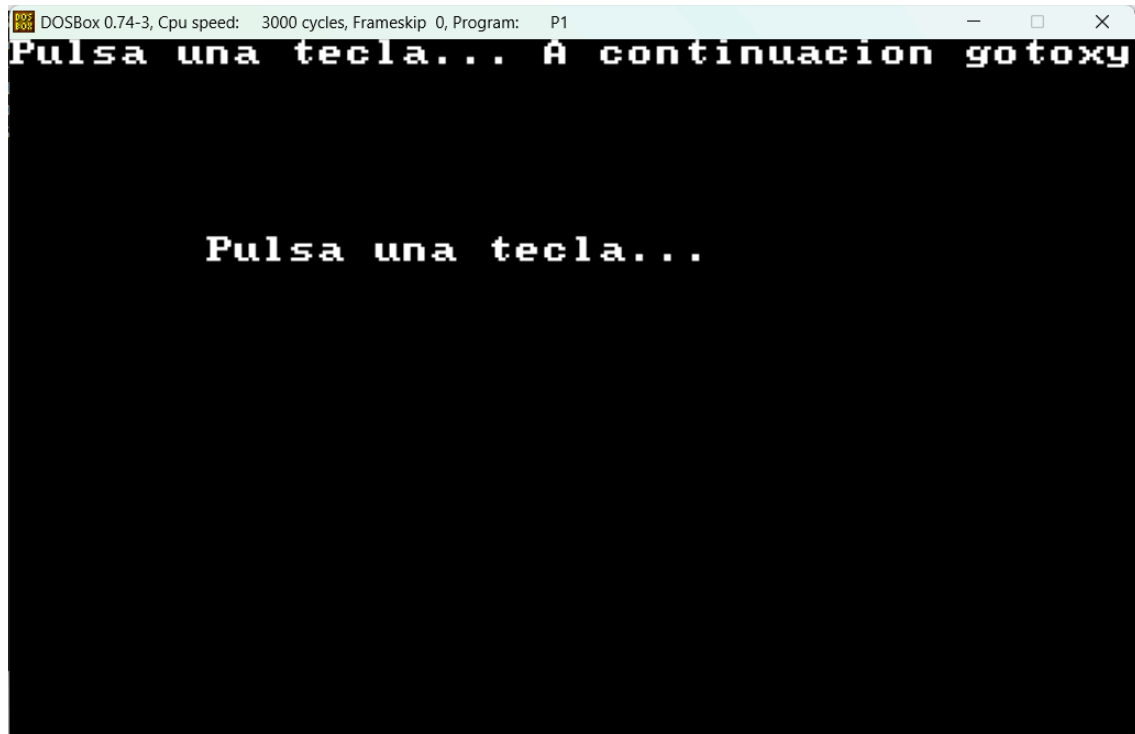 DOSBox 0.74-3, Cpu speed: 3000 cycles, Frameskip 0, Program: P1
Pulsa una tecla... A continuacion gotoxy
Pulsa una tecla...